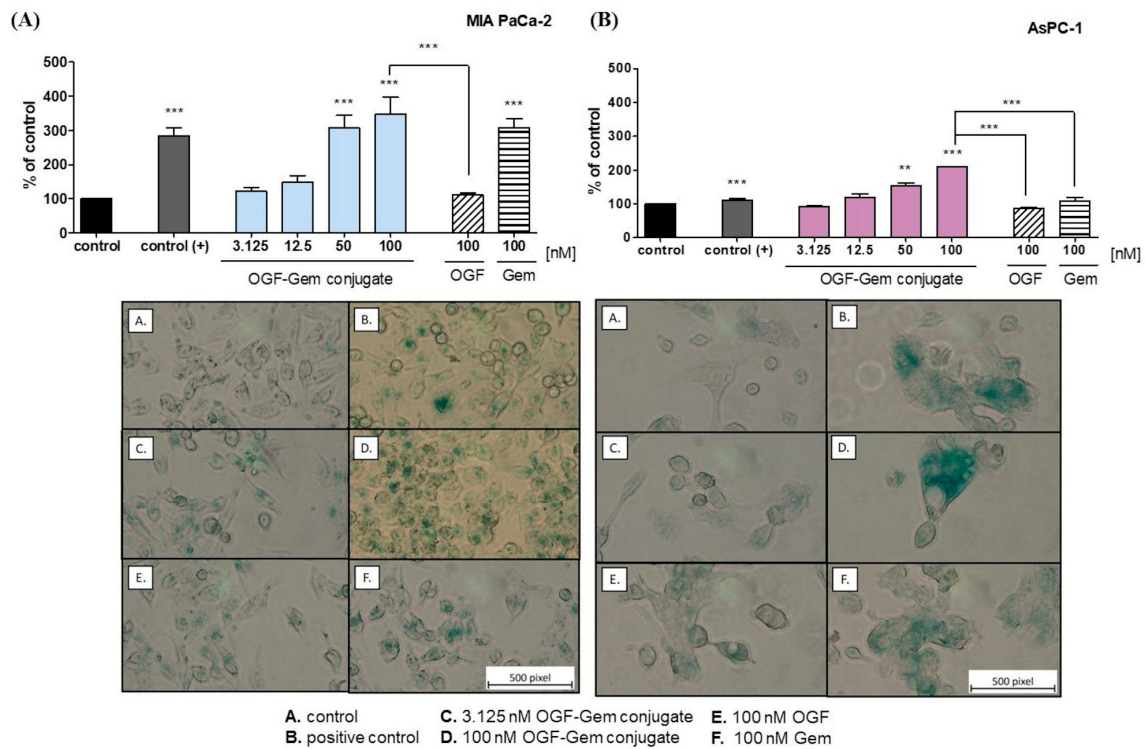 (A)
MIA PaCa-2
500
400
300
200
100
0
% of control
***
***
***
***
***
control
control (+)
3.125
12.5
50
100
100
100
[nM]
OGF-Gem conjugate
OGF
Gem
(B)
AsPC-1
500
400
300
200
100
0
% of control
***
**
***
***
***
control
control (+)
3.125
12.5
50
100
100
100
[nM]
OGF-Gem conjugate
OGF
Gem
A.
B.
C.
D.
E.
F.
500 pixel
A.
B.
C.
D.
E.
F.
500 pixel
A. control
C. 3.125 nM OGF-Gem conjugate
E. 100 nM OGF
B. positive control
D. 100 nM OGF-Gem conjugate
F. 100 nM Gem